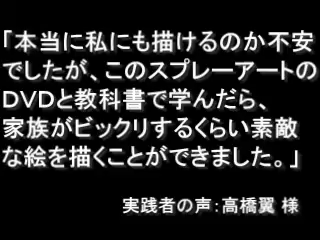 「本当に私にも描けるのか不安
でしたが、このスプレーアートの
DVDと教科書で学んだら、
家族がビックリするくらい素敵
な絵を描くことができました。」
実践者の声：高橋翼 様